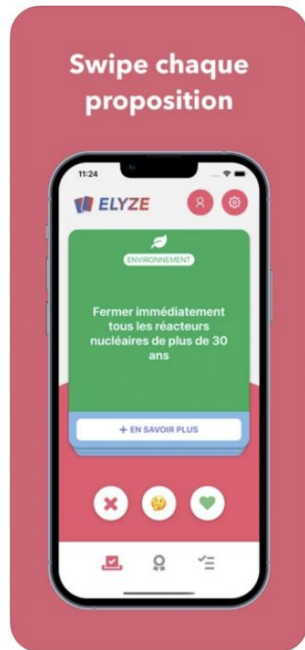 Swipe chaque
proposition
11:24
ELYZE
ENVIRONNEMENT
Fermer immédiatement
tous les réacteurs
nucléaires de plus de 30
ans
+ EN SAVOIR PLUS